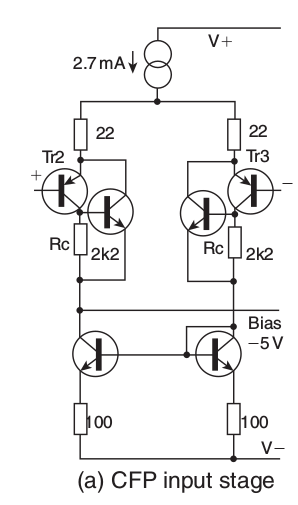 V+
2.7 mA
22
22
Tr2
Tr3
+
−
Rc
2k2
Rc
2k2
Bias
−5 V
100
100
V−
(a) CFP input stage